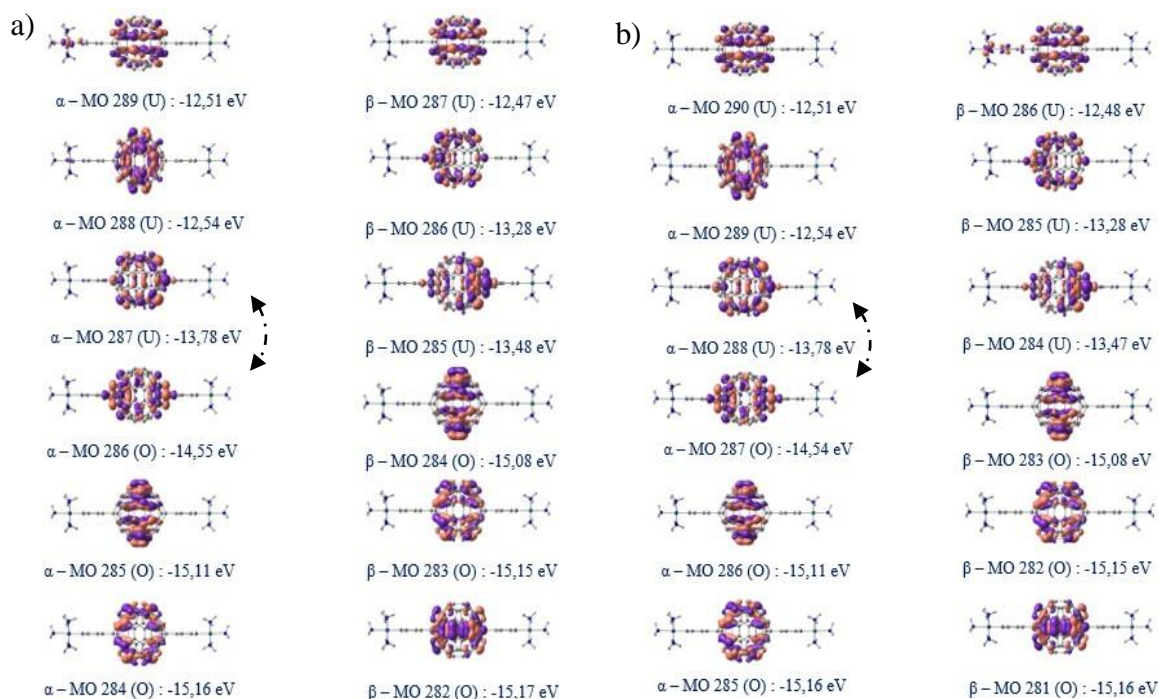 a)
α – MO 289 (U) : -12,51 eV
β – MO 287 (U) : -12,47 eV
α – MO 288 (U) : -12,54 eV
β – MO 286 (U) : -13,28 eV
α – MO 287 (U) : -13,78 eV
β – MO 285 (U) : -13,48 eV
α – MO 286 (O) : -14,55 eV
β – MO 284 (O) : -15,08 eV
α – MO 285 (O) : -15,11 eV
β – MO 283 (O) : -15,15 eV
α – MO 284 (O) : -15,16 eV
β – MO 282 (O) : -15,17 eV
b)
α – MO 290 (U) : -12,51 eV
β – MO 286 (U) : -12,48 eV
α – MO 289 (U) : -12,54 eV
β – MO 285 (U) : -13,28 eV
α – MO 288 (U) : -13,78 eV
β – MO 284 (U) : -13,47 eV
α – MO 287 (O) : -14,54 eV
β – MO 283 (O) : -15,08 eV
α – MO 286 (O) : -15,11 eV
β – MO 282 (O) : -15,15 eV
α – MO 285 (O) : -15,16 eV
β – MO 281 (O) : -15,16 eV